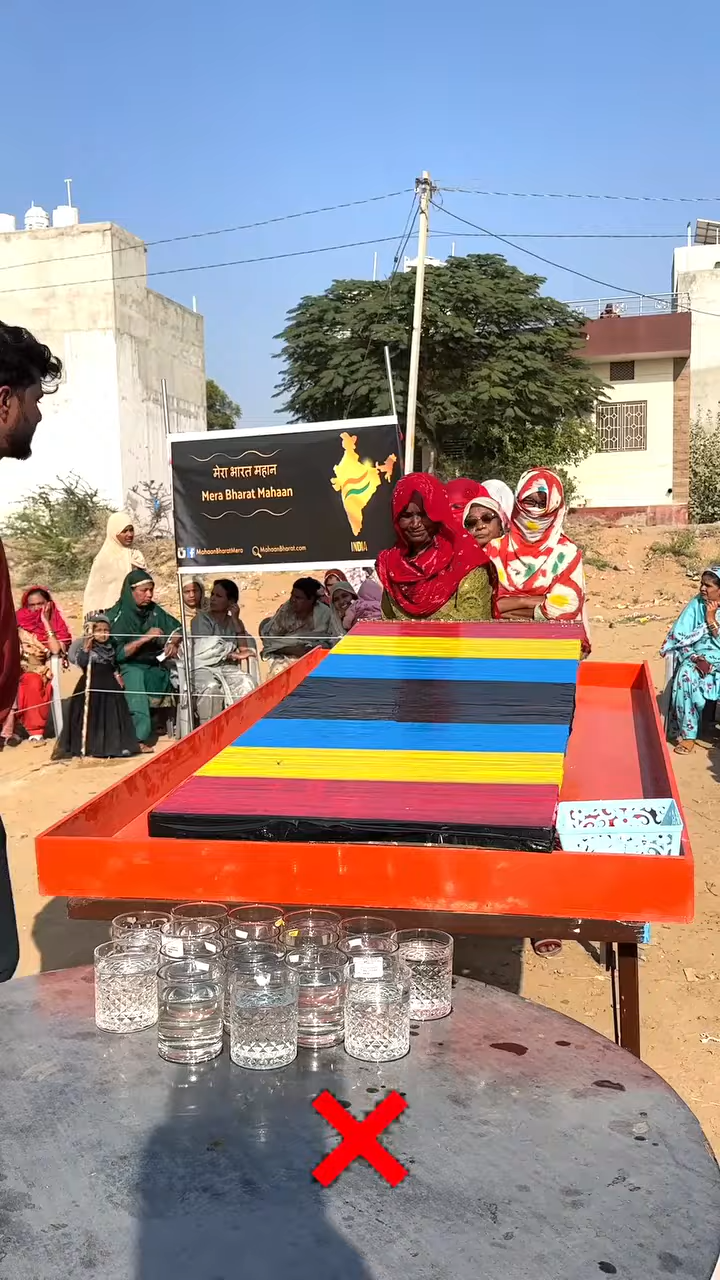 मेरा भारत महान
Mera Bharat Mahaan
MahaanBharatMera
MahaanBharat.com
INDIA